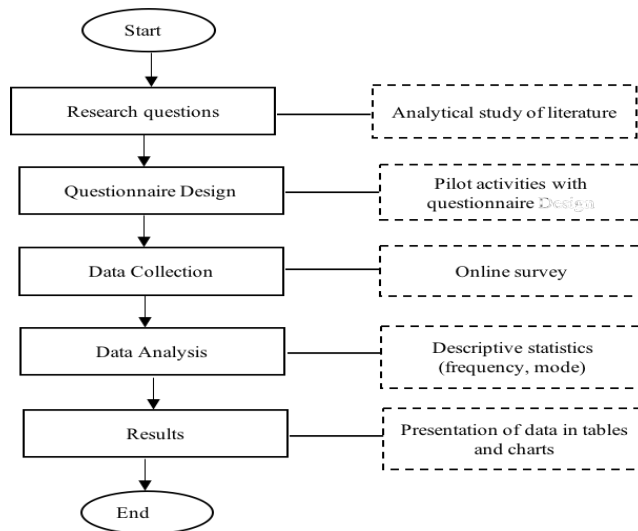 Start
Research questions
Analytical study of literature
Questionnaire Design
Pilot activities with
questionnaire Design
Data Collection
Online survey
Data Analysis
Descriptive statistics
(frequency, mode)
Results
Presentation of data in tables
and charts
End